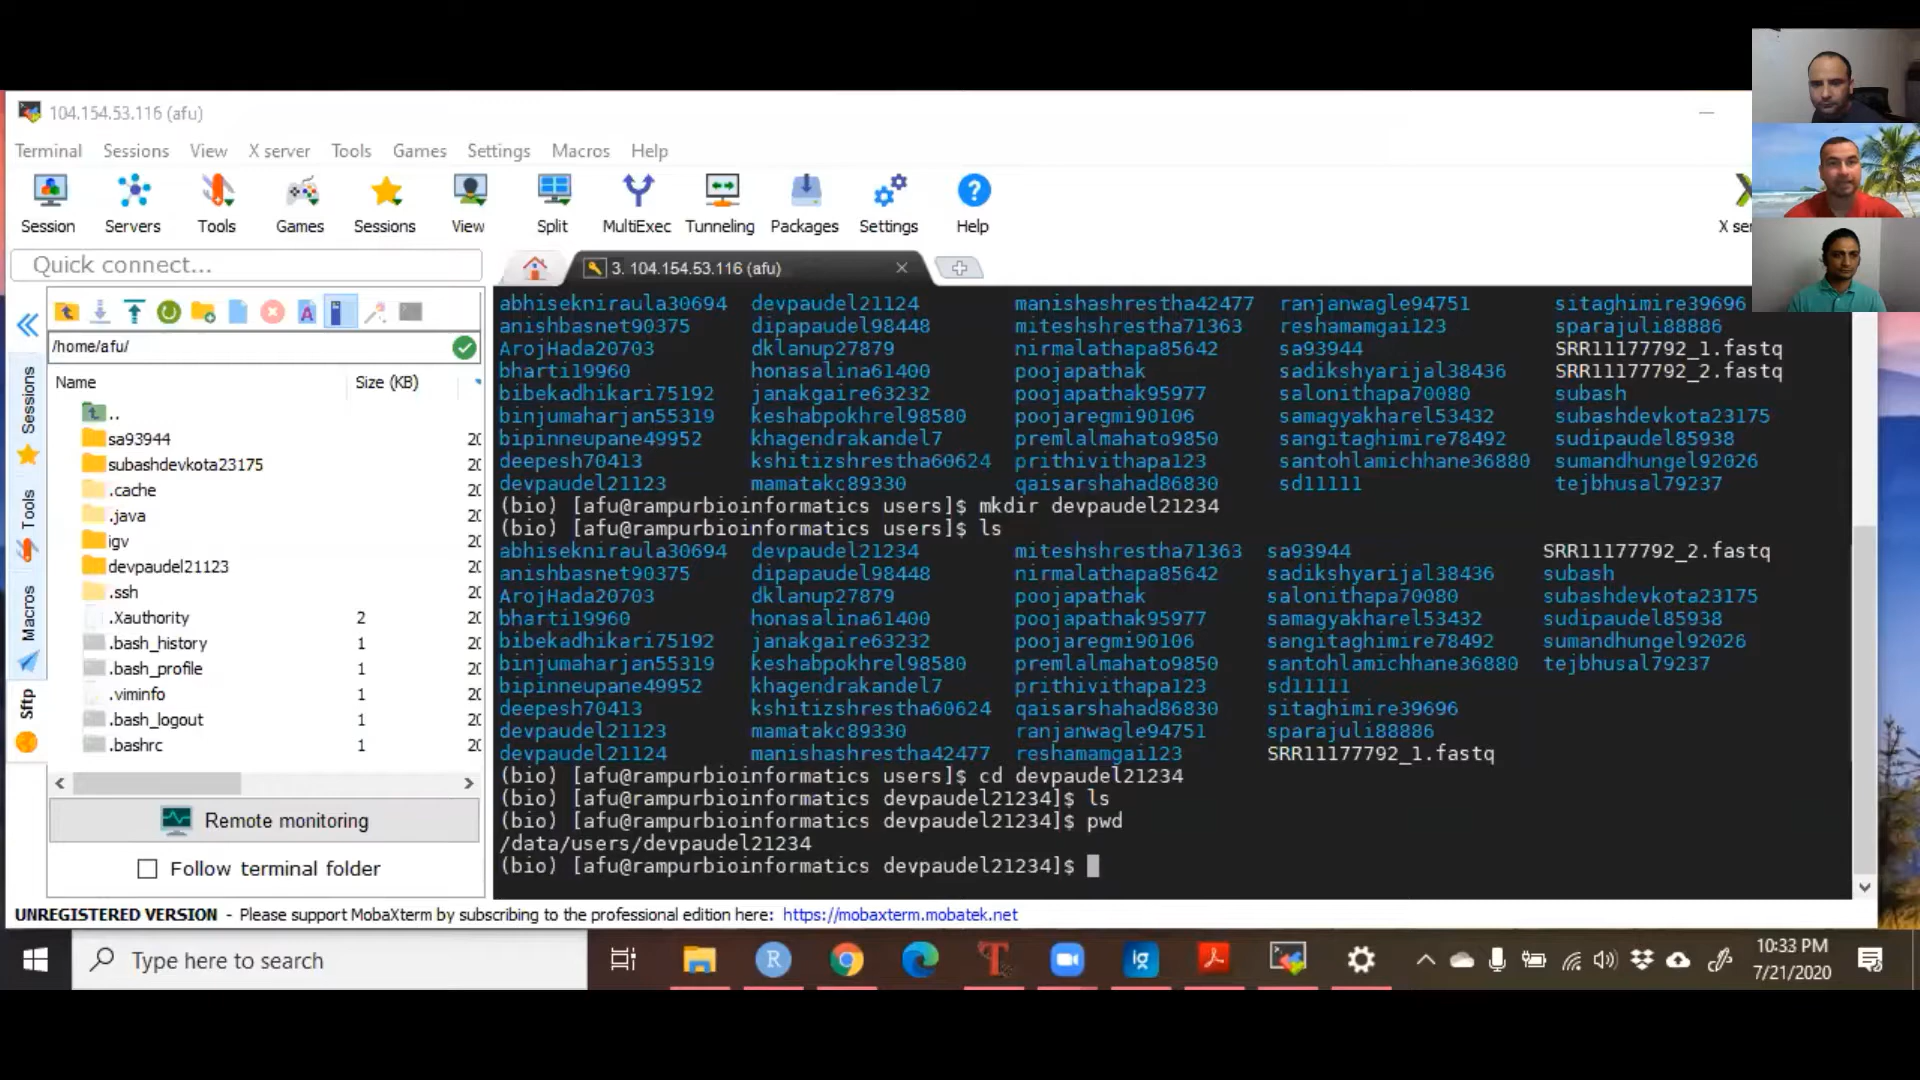 104.154.53.116 (afu)
Terminal Sessions View X server Tools Games Settings Macros Help
Session Servers Tools Games Sessions View Split MultiExec Tunneling Packages Settings Help
Quick connect...
3. 104.154.53.116 (afu)
/home/afu/
Name Size (KB)
..
sa93944
subashdevkota23175
.cache
.java
igv
devpaudel21123
.ssh
.Xauthority 2
.bash_history 1
.bash_profile 1
.viminfo 1
.bash_logout 1
.bashrc 1
Sessions
Tools
Macros
Sftp
Remote monitoring
Follow terminal folder
abhisekniraula30694 devpaudel21124 manishashrestha42477 ranjanwagle94751 sitaghimire39696
anishbasnet90375 dipapaudel98448 miteshshrestha71363 reshamamgai123 sparajuli88886
ArojHada20703 dklanup27879 nirmalathapa85642 sa93944 SRR11177792_1.fastq
bharti19960 honasalina61400 poojapathak sadikshyarijal38436 SRR11177792_2.fastq
bibekadhikari75192 janakgaire63232 poojapathak95977 salonithapa70080 subash
binjumaharjan55319 keshabpokhrel98580 poojaregmi90106 samagyakharel53432 subashdevkota23175
bipinneupane49952 khagendrakandel7 premlalmahato9850 sangitaghimire78492 sudipaudel85938
deepesh70413 kshitizshrestha60624 prithivithapa123 santohlamichhane36880 sumandhungel92026
devpaudel21123 mamatakc89330 qaisarshahad86830 sd11111 tejbhusal79237
(bio) [afu@rampurbioinformatics users]$ mkdir devpaudel21234
(bio) [afu@rampurbioinformatics users]$ ls
abhisekniraula30694 devpaudel21234 miteshshrestha71363 sa93944 SRR11177792_2.fastq
anishbasnet90375 dipapaudel98448 nirmalathapa85642 sadikshyarijal38436 subash
ArojHada20703 dklanup27879 poojapathak salonithapa70080 subashdevkota23175
bharti19960 honasalina61400 poojapathak95977 samagyakharel53432 sudipaudel85938
bibekadhikari75192 janakgaire63232 poojaregmi90106 sangitaghimire78492 sumandhungel92026
binjumaharjan55319 keshabpokhrel98580 premlalmahato9850 santohlamichhane36880 tejbhusal79237
bipinneupane49952 khagendrakandel7 prithivithapa123 sd11111
deepesh70413 kshitizshrestha60624 qaisarshahad86830 sitaghimire39696
devpaudel21123 mamatakc89330 ranjanwagle94751 sparajuli88886
devpaudel21124 manishashrestha42477 reshamamgai123 SRR11177792_1.fastq
(bio) [afu@rampurbioinformatics users]$ cd devpaudel21234
(bio) [afu@rampurbioinformatics devpaudel21234]$ ls
(bio) [afu@rampurbioinformatics devpaudel21234]$ pwd
/data/users/devpaudel21234
(bio) [afu@rampurbioinformatics devpaudel21234]$
UNREGISTERED VERSION - Please support MobaXterm by subscribing to the professional edition here: https://mobaxterm.mobatek.net
Type here to search
10:33 PM
7/21/2020